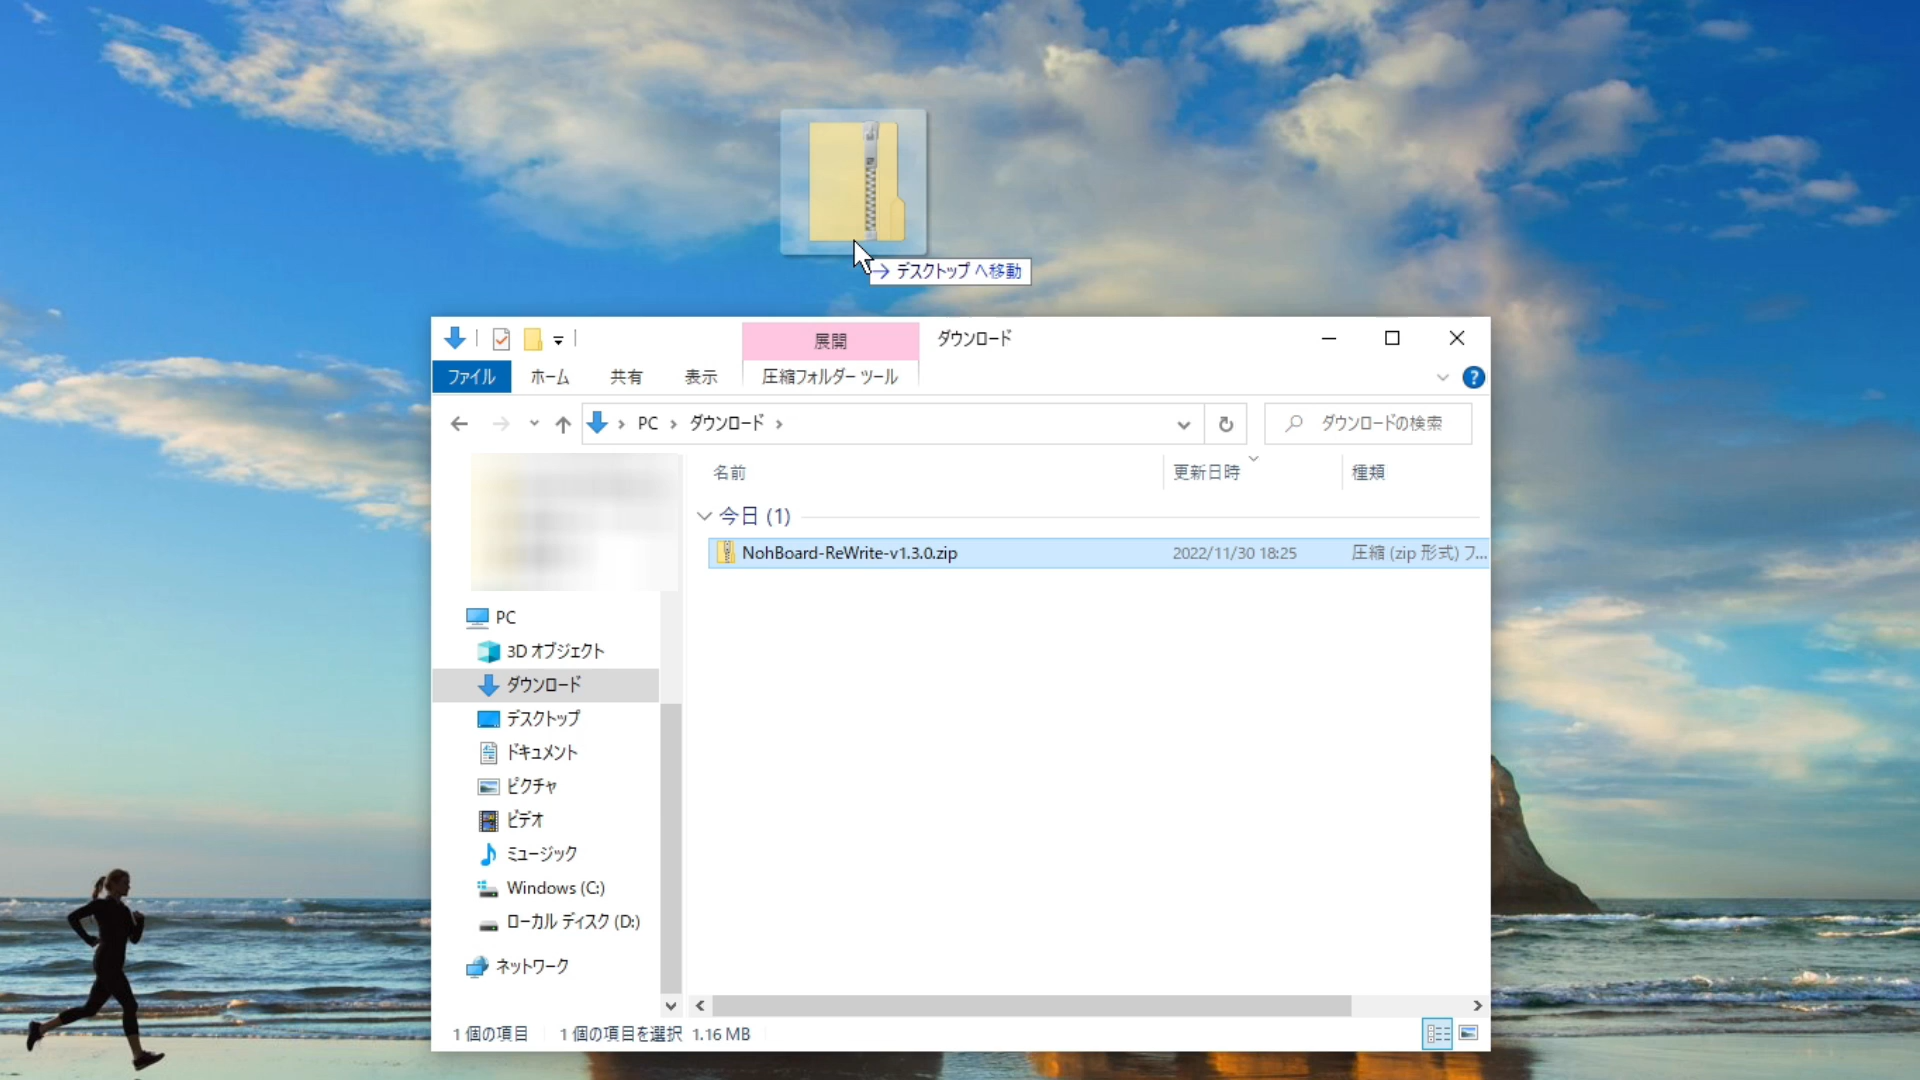 → デスクトップ へ移動
展開
ダウンロード
ファイル
ホーム
共有
表示
圧縮フォルダー ツール
PC
ダウンロード
ダウンロードの検索
名前
更新日時
種類
今日 (1)
NohBoard-ReWrite-v1.3.0.zip
2022/11/30 18:25
圧縮 (zip 形式) フ...
PC
3D オブジェクト
ダウンロード
デスクトップ
ドキュメント
ピクチャ
ビデオ
ミュージック
Windows (C:)
ローカル ディスク (D:)
ネットワーク
1 個の項目
1 個の項目を選択 1.16 MB